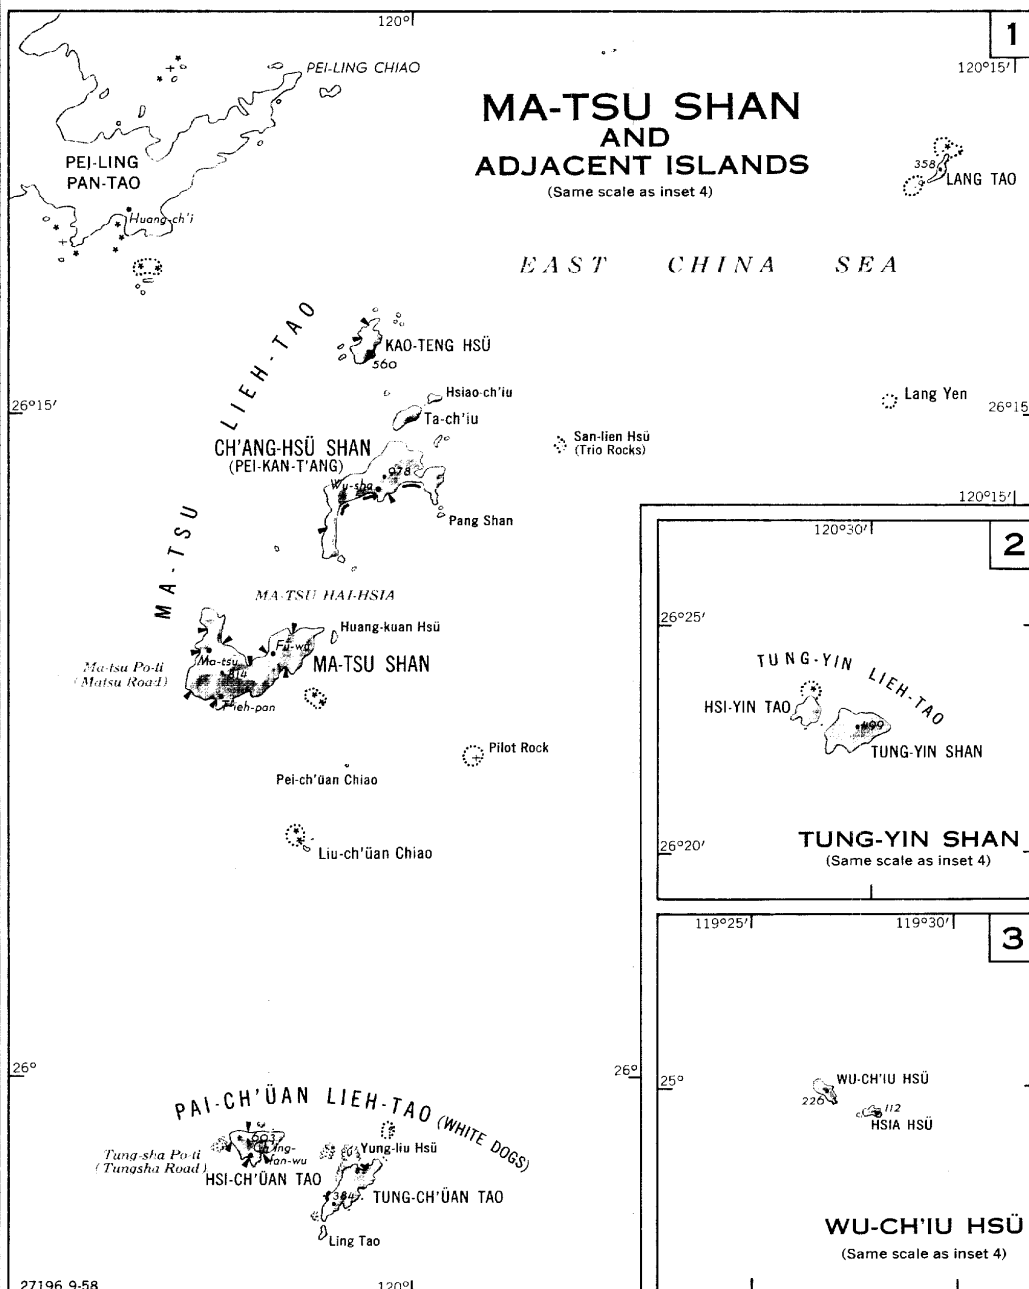 120°
1
PEI-LING CHIAO
120°15'
MA-TSU SHAN
AND
ADJACENT ISLANDS
(Same scale as inset 4)
PEI-LING
PAN-TAO
358
LANG TAO
Huang-ch'i
EAST CHINA SEA
MA-TSU LIEH-TAO
KAO-TENG HSÜ
560
Hsiao-ch'iu
Lang Yen
26°15'
26°15
Ta-ch'iu
CH'ANG-HSÜ SHAN
(PEI-KAN-T'ANG)
San-lien Hsü
(Trio Rocks)
978
Wu-sha
120°15'
Pang Shan
MA-TSU HAI-HSIA
Huang-kuan Hsü
Fu-wo
Ma-tsu Po-ti
(Matsu Road)
Ma-tsu
MA-TSU SHAN
814
T'ieh-pan
Pilot Rock
Pei-ch'üan Chiao
Liu-ch'üan Chiao
26°
26°
PAI-CH'ÜAN LIEH-TAO (WHITE DOGS)
Tung-sha Po-ti
(Tungsha Road)
603
Yung-liu Hsü
HSI-CH'ÜAN TAO
384
TUNG-CH'ÜAN TAO
Ling Tao
27196 9-58
120°
2
120°30'
26°25'
TUNG-YIN LIEH-TAO
HSI-YIN TAO
499
TUNG-YIN SHAN
TUNG-YIN SHAN
(Same scale as inset 4)
26°20'
3
119°25'
119°30'
25°
WU-CH'IU HSÜ
226
112
HSIA HSÜ
WU-CH'IU HSÜ
(Same scale as inset 4)